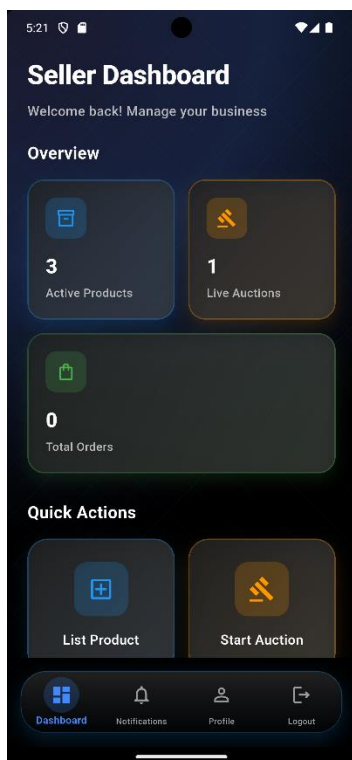 5:21
Seller Dashboard
Welcome back! Manage your business
Overview
3
Active Products
1
Live Auctions
0
Total Orders
Quick Actions
List Product
Start Auction
Dashboard
Notifications
Profile
Logout